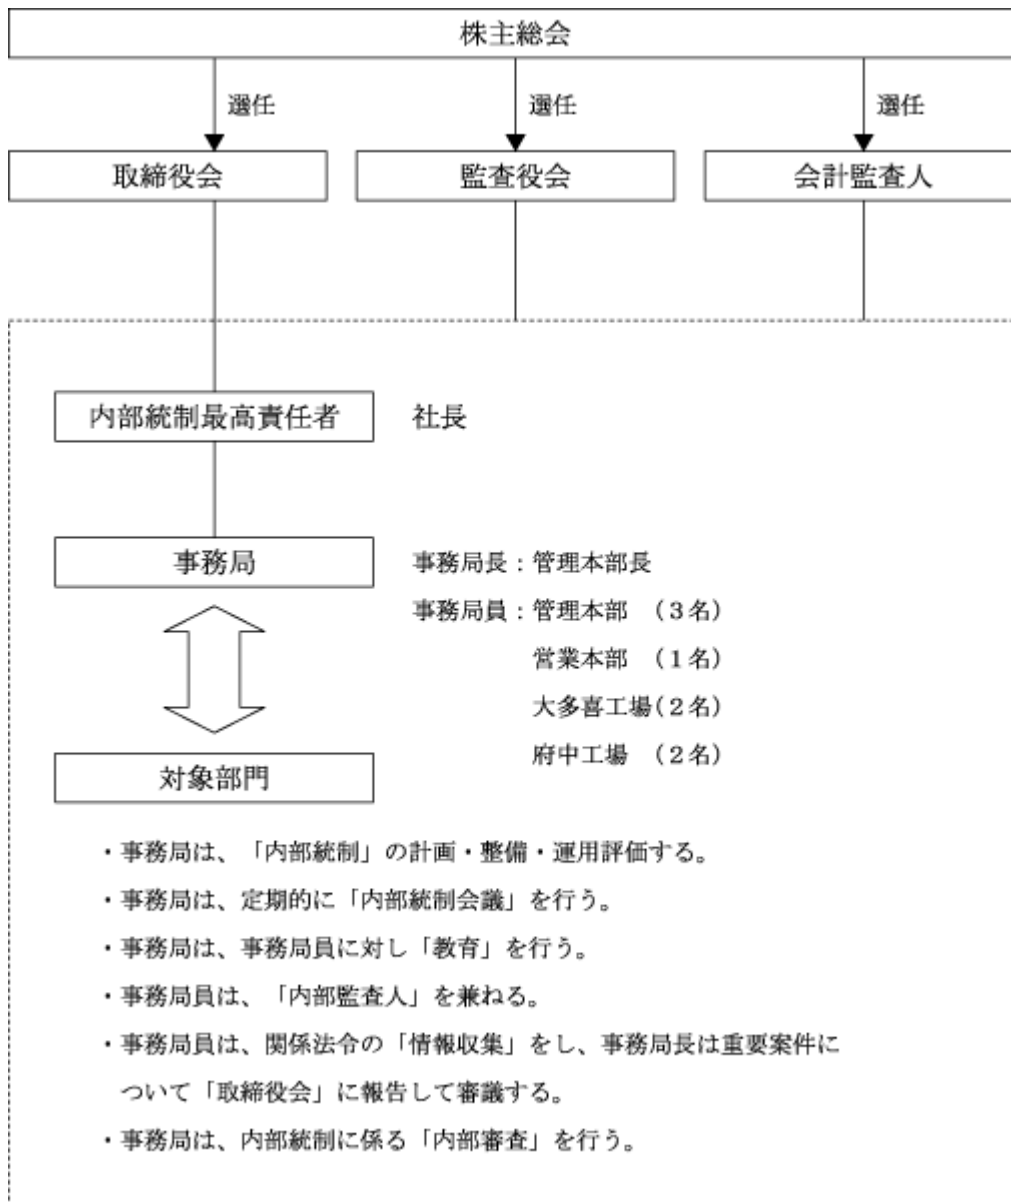 株主総会
選任 選任 選任
取締役会 監査役会 会計監査人
内部統制最高責任者 社長
事務局 事務局長：管理本部長
事務局員：管理本部 （３名）
営業本部 （１名）
大多喜工場（２名）
府中工場 （２名）
対象部門
・事務局は、「内部統制」の計画・整備・運用評価する。
・事務局は、定期的に「内部統制会議」を行う。
・事務局は、事務局員に対し「教育」を行う。
・事務局員は、「内部監査人」を兼ねる。
・事務局員は、関係法令の「情報収集」をし、事務局長は重要案件に
ついて「取締役会」に報告して審議する。
・事務局は、内部統制に係る「内部審査」を行う。